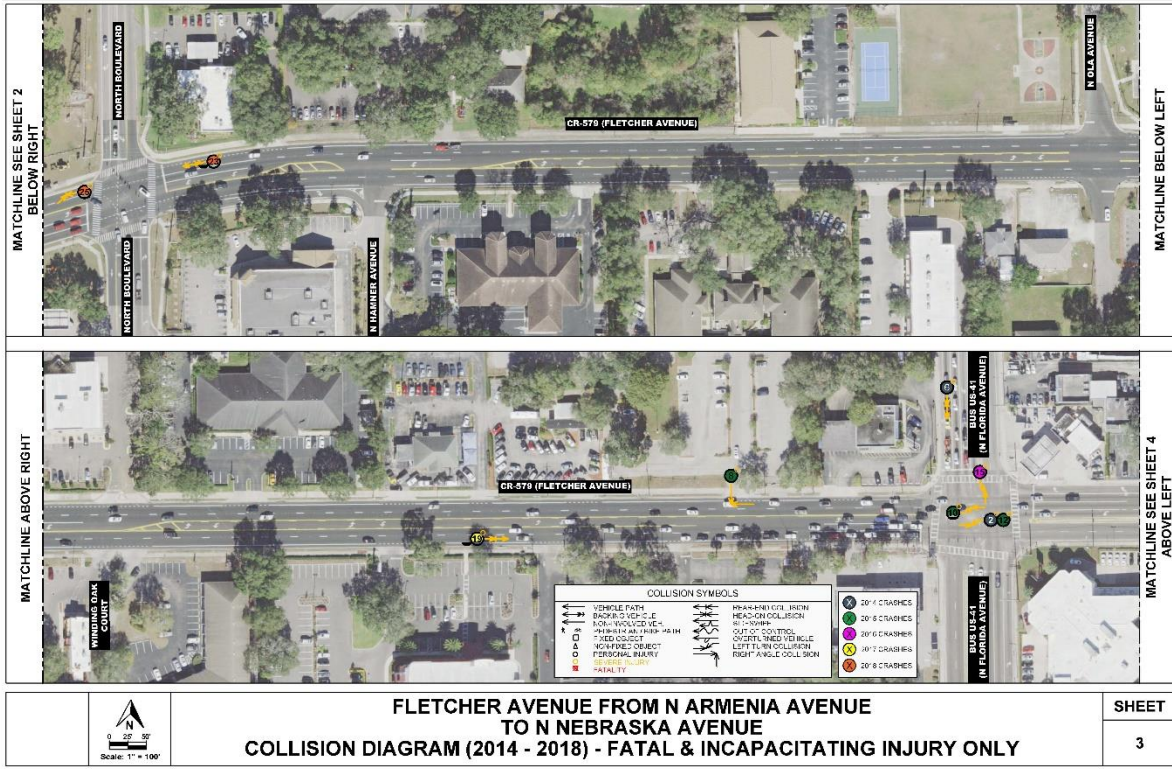 MATCHLINE SEE SHEET 2
BELOW RIGHT
NORTH BOULEVARD
NORTH BOULEVARD
N HAMNER AVENUE
CR-579 (FLETCHER AVENUE)
N OLA AVENUE
MATCHLINE BELOW LEFT
23
MATCHLINE ABOVE RIGHT
WINDING OAK
COURT
CR-579 (FLETCHER AVENUE)
BUS US-41
(N FLORIDA AVENUE)
BUS US-41
(N FLORIDA AVENUE)
MATCHLINE SEE SHEET 4
ABOVE LEFT
19
2
12
COLLISION SYMBOLS
VEHICLE PATH
BACKING VEHICLE
NON-INVOLVED VEH.
PEDESTRIAN/BIKE PATH
FIXED OBJECT
NON-FIXED OBJECT
PERSONAL INJURY
SEVERE INJURY
FATALITY
REAR-END COLLISION
HEAD-ON COLLISION
SIDESWIPE
OUT OF CONTROL
OVERTURNED VEHICLE
LEFT TURN COLLISION
RIGHT ANGLE COLLISION
X 2014 CRASHES
X 2015 CRASHES
X 2016 CRASHES
X 2017 CRASHES
X 2018 CRASHES
N
0 25' 50'
Scale: 1" = 100'
FLETCHER AVENUE FROM N ARMENIA AVENUE
TO N NEBRASKA AVENUE
COLLISION DIAGRAM (2014 - 2018) - FATAL & INCAPACITATING INJURY ONLY
SHEET
3